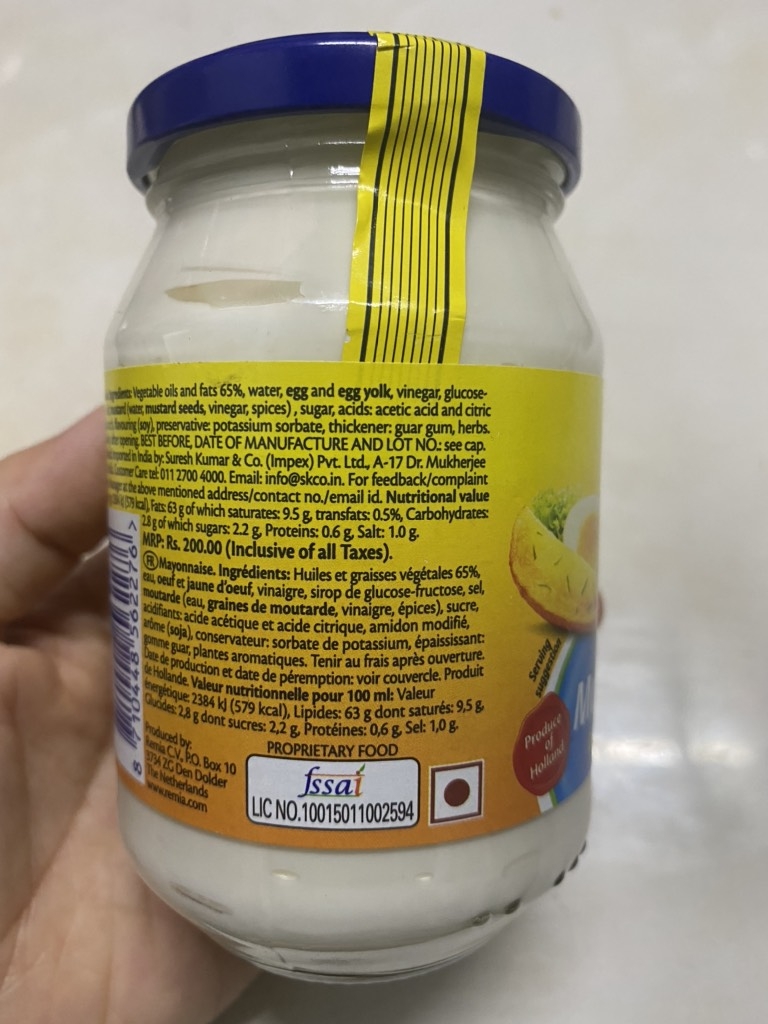 Ingredients: Vegetable oils and fats 65%, water, egg and egg yolk, vinegar, glucose-
mustard (water, mustard seeds, vinegar, spices), sugar, acids: acetic acid and citric
flavouring (soy), preservative: potassium sorbate, thickener: guar gum, herbs.
after opening. BEST BEFORE, DATE OF MANUFACTURE AND LOT NO.: see cap.
imported in India by: Suresh Kumar & Co. (Impex) Pvt. Ltd., A-17 Dr. Mukherjee
Customer Care tel: 011 2700 4000. Email: info@skco.in. For feedback/complaint
at the above mentioned address/contact no./email id. Nutritional value
(579 kcal), Fats: 63 g of which saturates: 9.5 g, transfats: 0.5%, Carbohydrates:
2.8 g of which sugars: 2.2 g, Proteins: 0.6 g, Salt: 1.0 g.
MRP: Rs. 200.00 (Inclusive of all Taxes).
FR Mayonnaise. Ingrédients: Huiles et graisses végétales 65%,
eau, oeuf et jaune d'oeuf, vinaigre, sirop de glucose-fructose, sel,
moutarde (eau, graines de moutarde, vinaigre, épices), sucre,
acidifiants: acide acétique et acide citrique, amidon modifié,
arôme (soja), conservateur: sorbate de potassium, épaississant:
gomme guar, plantes aromatiques. Tenir au frais après ouverture.
Date de production et date de péremption: voir couvercle. Produit
de Hollande. Valeur nutritionnelle pour 100 ml: Valeur
énergétique: 2384 kJ (579 kcal), Lipides: 63 g dont saturés: 9,5 g,
Glucides: 2,8 g dont sucres: 2,2 g, Protéines: 0,6 g, Sel: 1,0 g.
8 710448 562276 >
Produced by:
Remia C.V., P.O. Box 10
3734 ZG Den Dolder
The Netherlands
www.remia.com
PROPRIETARY FOOD
fssai
LIC NO.10015011002594
Serving
suggestion
Produce
of
Holland